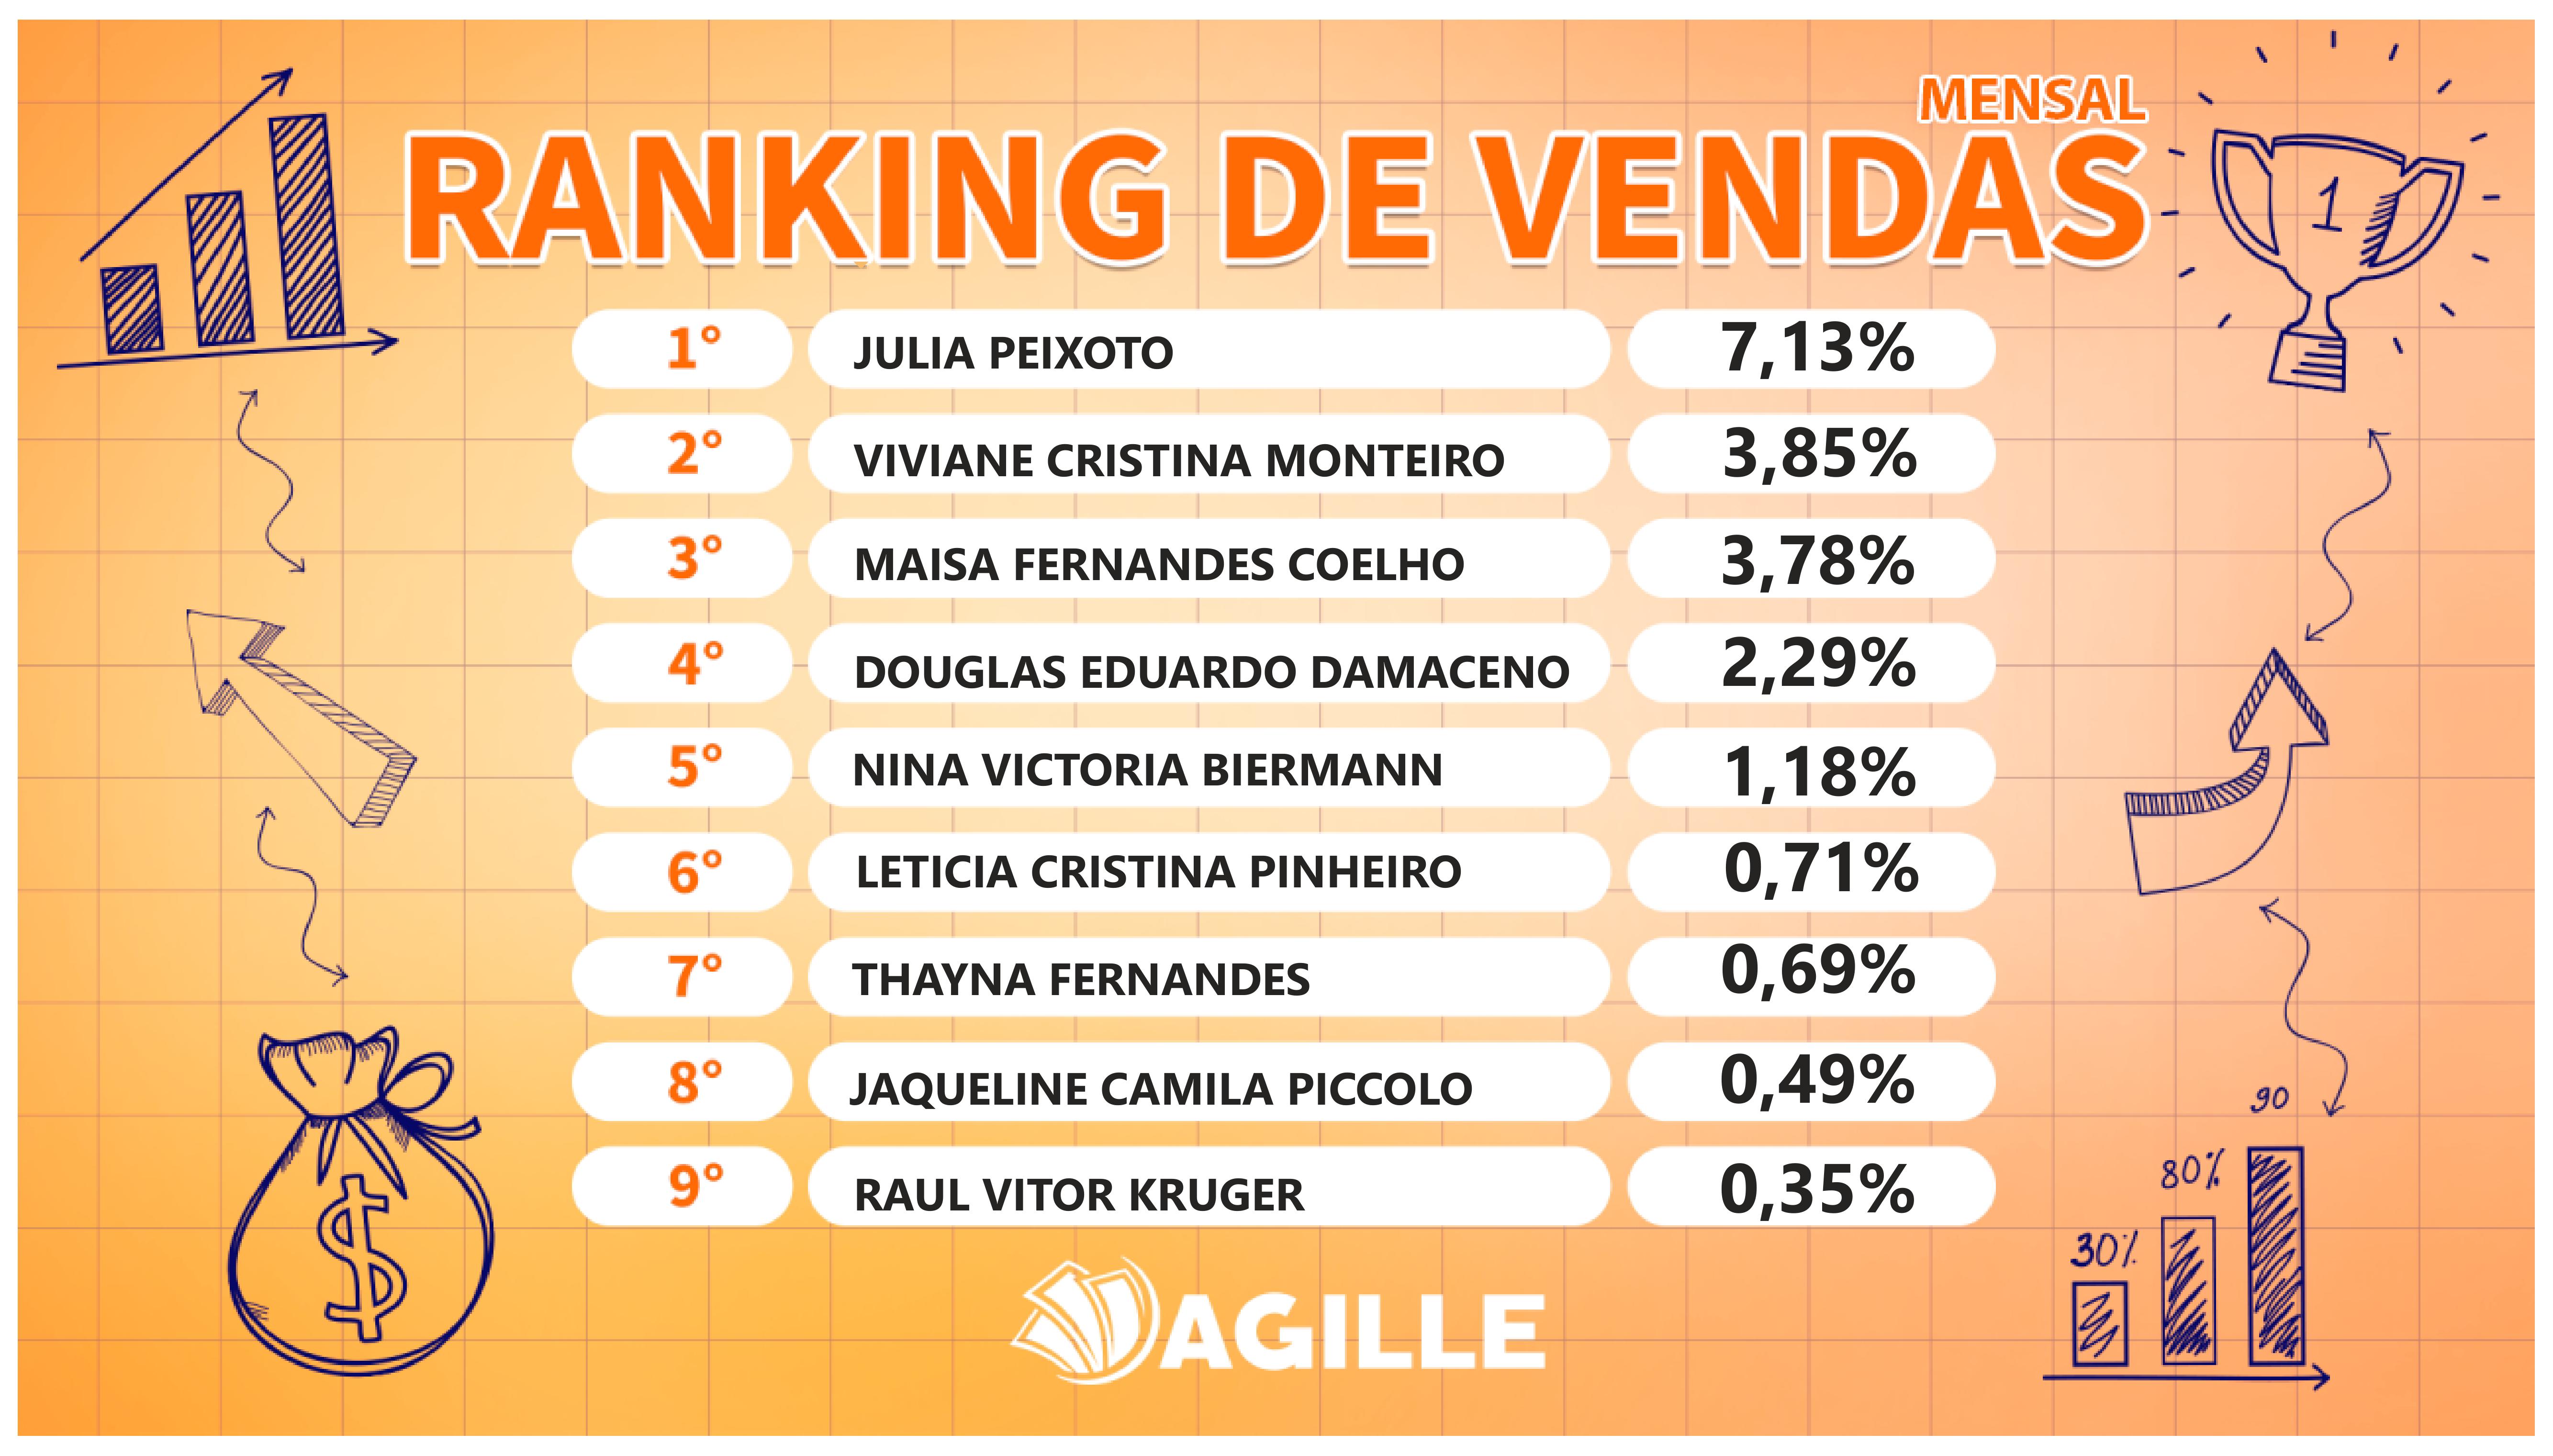 MENSAL
RANKING DE VENDAS
1
1° JULIA PEIXOTO 7,13%
2° VIVIANE CRISTINA MONTEIRO 3,85%
3° MAISA FERNANDES COELHO 3,78%
4° DOUGLAS EDUARDO DAMACENO 2,29%
5° NINA VICTORIA BIERMANN 1,18%
6° LETICIA CRISTINA PINHEIRO 0,71%
7° THAYNA FERNANDES 0,69%
8° JAQUELINE CAMILA PICCOLO 0,49%
9° RAUL VITOR KRUGER 0,35%
90
80%
30%
$
AGILLE